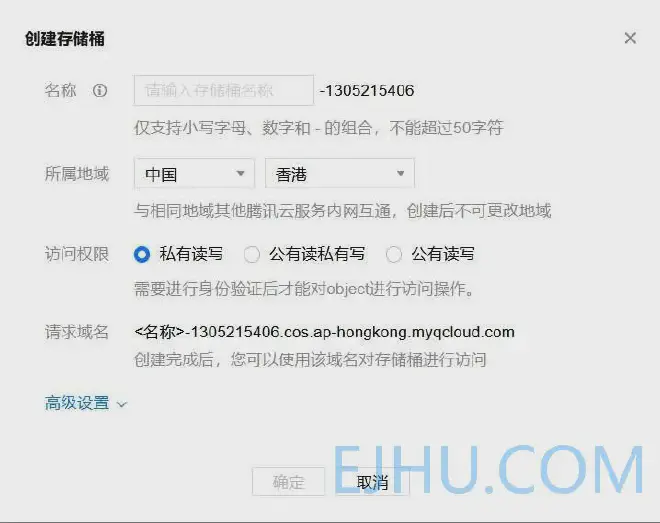 创建存储桶
名称 请输入存储桶名称 -1305215406
仅支持小写字母、数字和 - 的组合，不能超过50字符
所属地域 中国 香港
与相同地域其他腾讯云服务内网互通，创建后不可更改地域
访问权限 私有读写 公有读私有写 公有读写
需要进行身份验证后才能对object进行访问操作。
请求域名 <名称>-1305215406.cos.ap-hongkong.myqcloud.com
创建完成后，您可以使用该域名对存储桶进行访问
高级设置
确定 取消
EJHU.COM